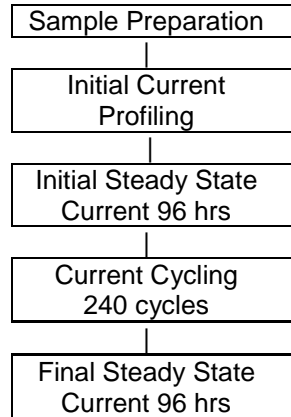 Sample Preparation
Initial Current
Profiling
Initial Steady State
Current 96 hrs
Current Cycling
240 cycles
Final Steady State
Current 96 hrs